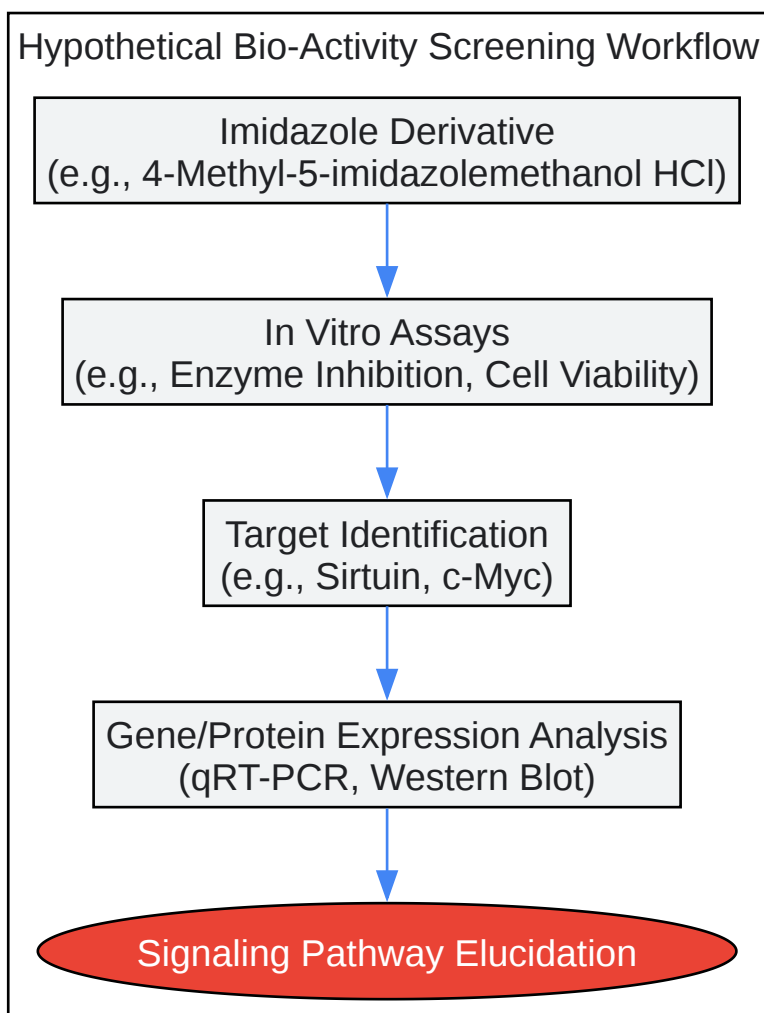 Hypothetical Bio-Activity Screening Workflow
Imidazole Derivative
(e.g., 4-Methyl-5-imidazolemethanol HCl)
In Vitro Assays
(e.g., Enzyme Inhibition, Cell Viability)
Target Identification
(e.g., Sirtuin, c-Myc)
Gene/Protein Expression Analysis
(qRT-PCR, Western Blot)
Signaling Pathway Elucidation